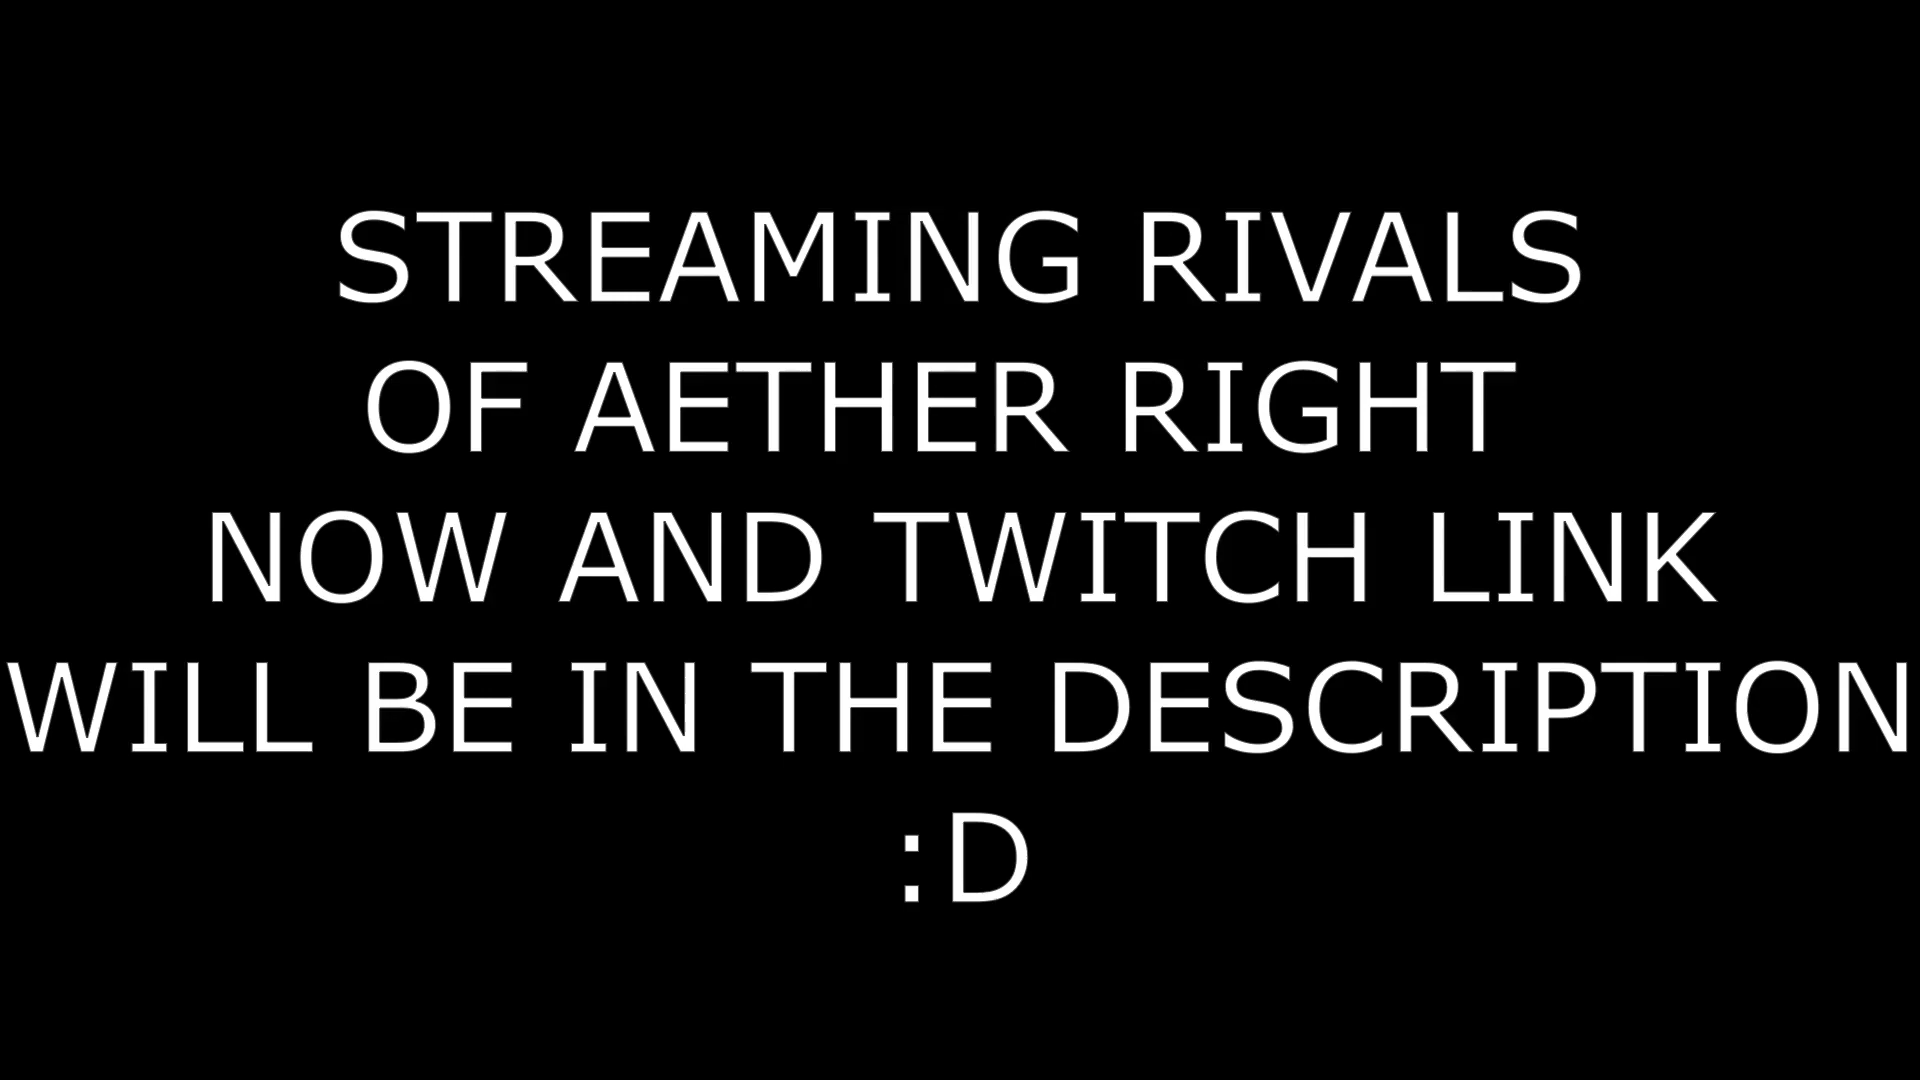 STREAMING RIVALS
OF AETHER RIGHT
NOW AND TWITCH LINK
WILL BE IN THE DESCRIPTION
:D